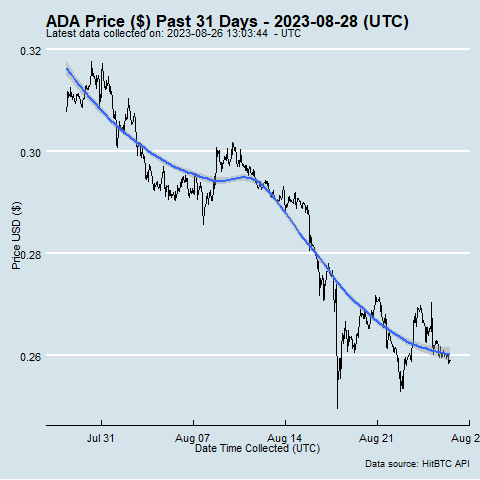 ADA Price ($) Past 31 Days - 2023-08-28 (UTC)
Latest data collected on: 2023-08-26 13:03:44 - UTC
0.32
0.30
0.28
0.26
Price USD ($)
Jul 31 Aug 07 Aug 14 Aug 21 Aug 2
Date Time Collected (UTC)
Data source: HitBTC API